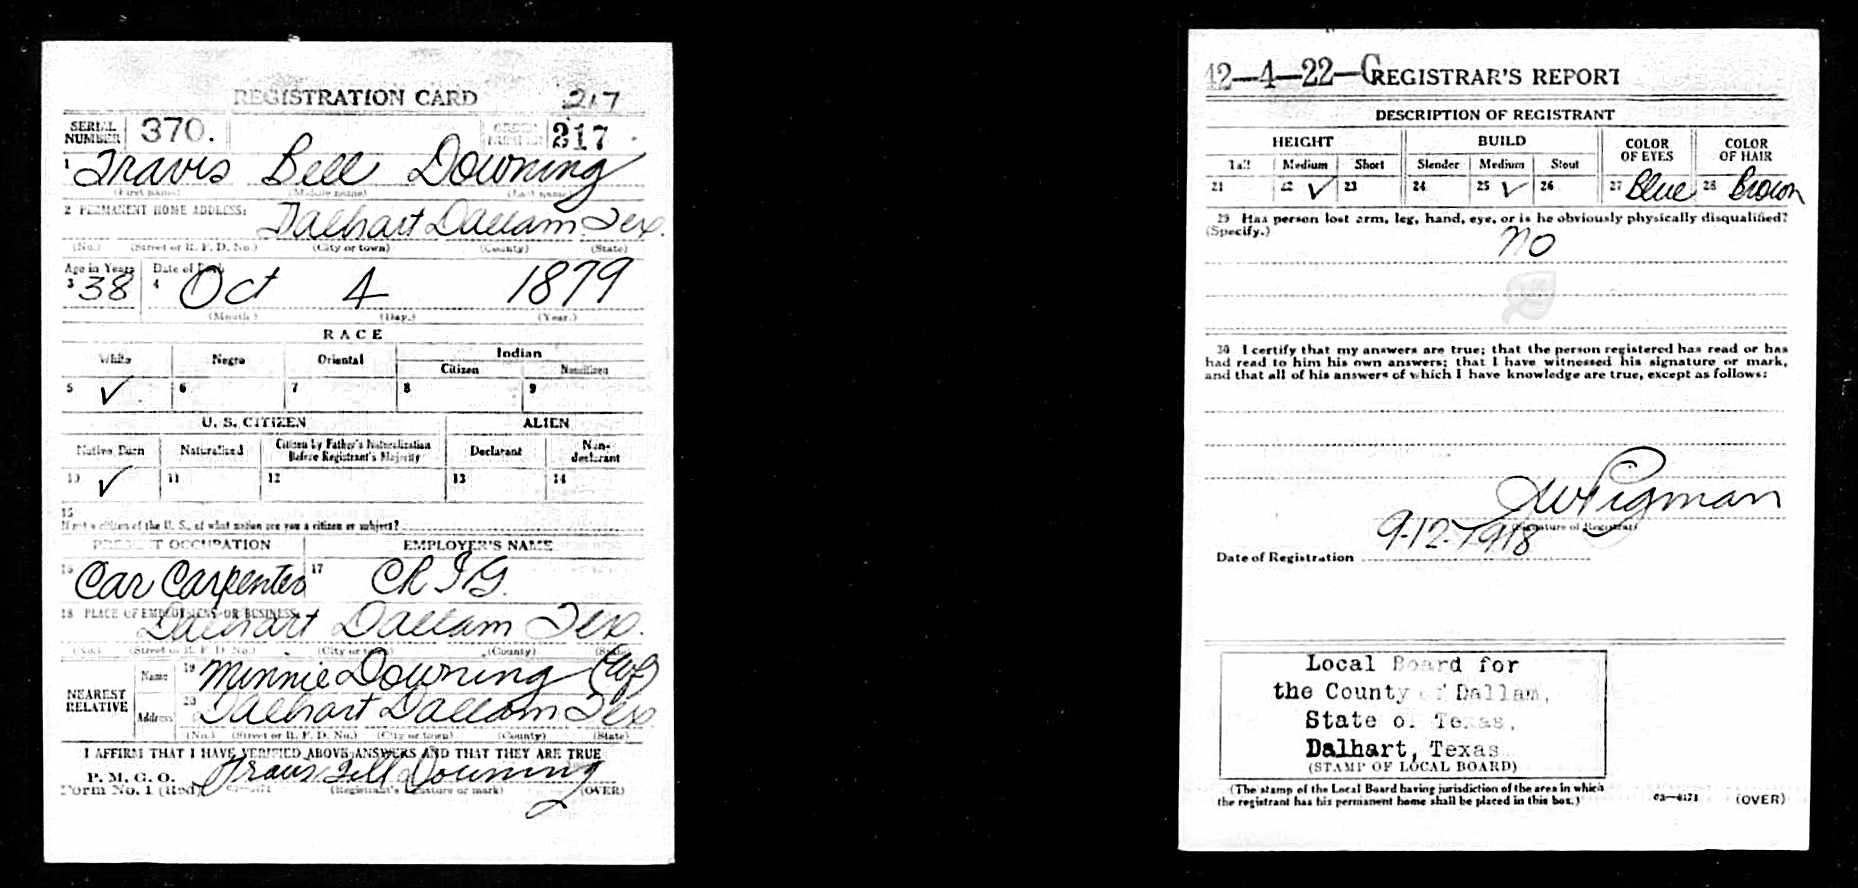 REGISTRATION CARD 217
SERIAL NUMBER 370. ORDER NUMBER 217
1 Travis Bell Downing
(First name) (Middle name) (Last name)
2 PERMANENT HOME ADDRESS:
Dalhart Dallam Tex.
(No.) (Street or R. F. D. No.) (City or town) (County) (State)
Age in Years Date of Birth
3 38 4 Oct 4 1879
(Month.) (Day.) (Year.)
RACE
White Negro Oriental Indian
Citizen Noncitizen
5 ✓ 6 7 8 9
U. S. CITIZEN ALIEN
Native Born Naturalized Citizen by Father's Naturalization Before Registrant's Majority Declarant Non-declarant
10 ✓ 11 12 13 14
15
If not a citizen of the U. S., of what nation are you a citizen or subject?
PRESENT OCCUPATION EMPLOYER'S NAME
16 Car Carpenter 17 CR I G.
18 PLACE OF EMPLOYMENT OR BUSINESS:
Dalhart Dallam Tex.
(No.) (Street or R. F. D. No.) (City or town) (County) (State)
NEAREST RELATIVE
Name 19 Minnie Downing
Address 20 Dalhart Dallam Tex
(No.) (Street or R. F. D. No.) (City or town) (County) (State)
I AFFIRM THAT I HAVE VERIFIED ABOVE ANSWERS AND THAT THEY ARE TRUE
P. M. G. O.
Form No. 1 (Red) Travis Bell Downing
03—6171 (Registrant's signature or mark) (OVER)
42—4—22—C REGISTRAR'S REPORT
DESCRIPTION OF REGISTRANT
HEIGHT BUILD COLOR OF EYES COLOR OF HAIR
Tall Medium Short Slender Medium Stout
21 22 ✓ 23 24 25 ✓ 26 27 Blue 28 Brown
29 Has person lost arm, leg, hand, eye, or is he obviously physically disqualified?
(Specify.)
no
30 I certify that my answers are true; that the person registered has read or has
had read to him his own answers; that I have witnessed his signature or mark,
and that all of his answers of which I have knowledge are true, except as follows:
Pigman
(Signature of Registrar)
Date of Registration 9-12-1918
Local Board for
the County of Dallam,
State of Texas,
Dalhart, Texas
(STAMP OF LOCAL BOARD)
(The stamp of the Local Board having jurisdiction of the area in which
the registrant has his permanent home shall be placed in this box.)
03—6171 (OVER)